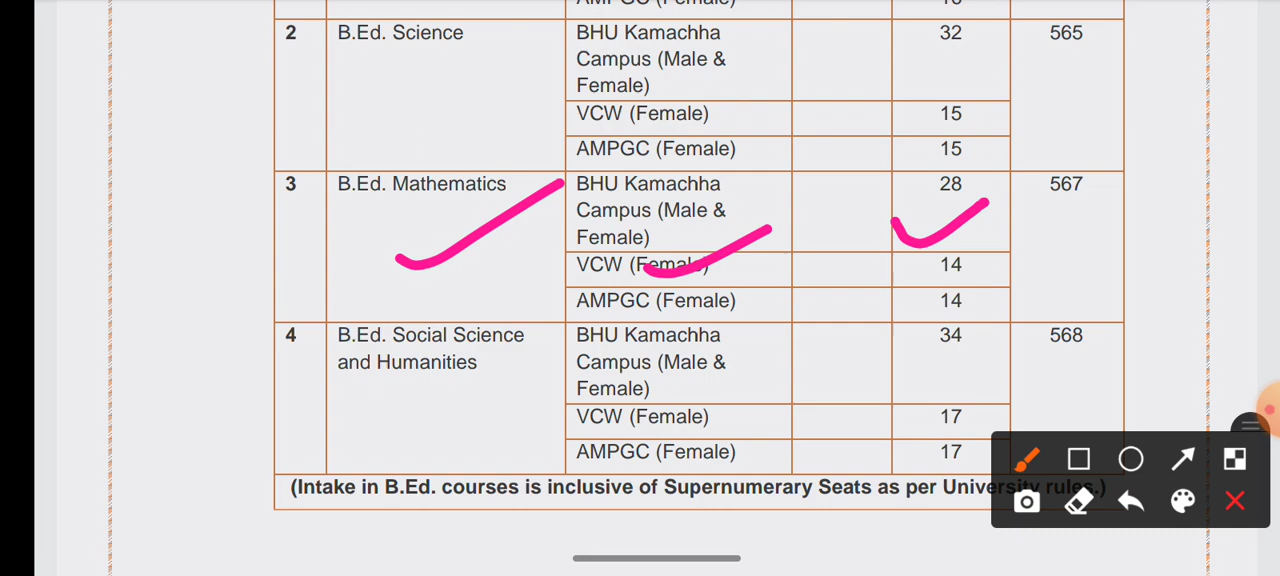 2 B.Ed. Science BHU Kamachha 32 565
Campus (Male &
Female)
VCW (Female) 15
AMPGC (Female) 15
3 B.Ed. Mathematics BHU Kamachha 28 567
Campus (Male &
Female)
VCW (Female) 14
AMPGC (Female) 14
4 B.Ed. Social Science BHU Kamachha 34 568
and Humanities Campus (Male &
Female)
VCW (Female) 17
AMPGC (Female) 17
(Intake in B.Ed. courses is inclusive of Supernumerary Seats as per University rules.)